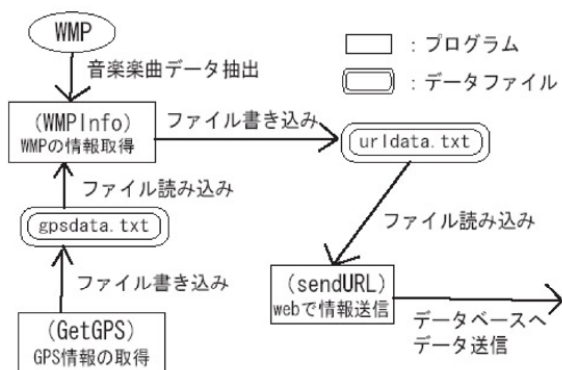 WMP
音楽楽曲データ抽出
:プログラム
:データファイル
(WMPInfo)
WMPの情報取得
ファイル書き込み
urldata.txt
ファイル読み込み
gpsdata.txt
ファイル読み込み
ファイル書き込み
(sendURL)
webで情報送信
(GetGPS)
GPS情報の取得
データベースへ
データ送信